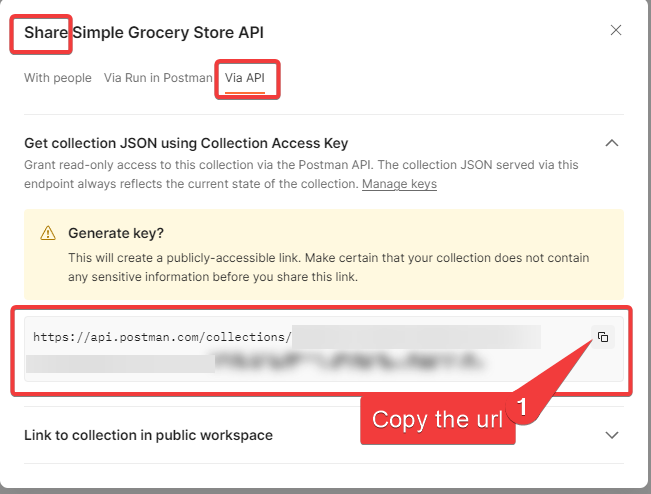 Share Simple Grocery Store API
With people Via Run in Postman Via API
Get collection JSON using Collection Access Key
Grant read-only access to this collection via the Postman API. The collection JSON served via this
endpoint always reflects the current state of the collection. Manage keys
Generate key?
This will create a publicly-accessible link. Make certain that your collection does not contain
any sensitive information before you share this link.
https://api.postman.com/collections/
Copy the url 1
Link to collection in public workspace